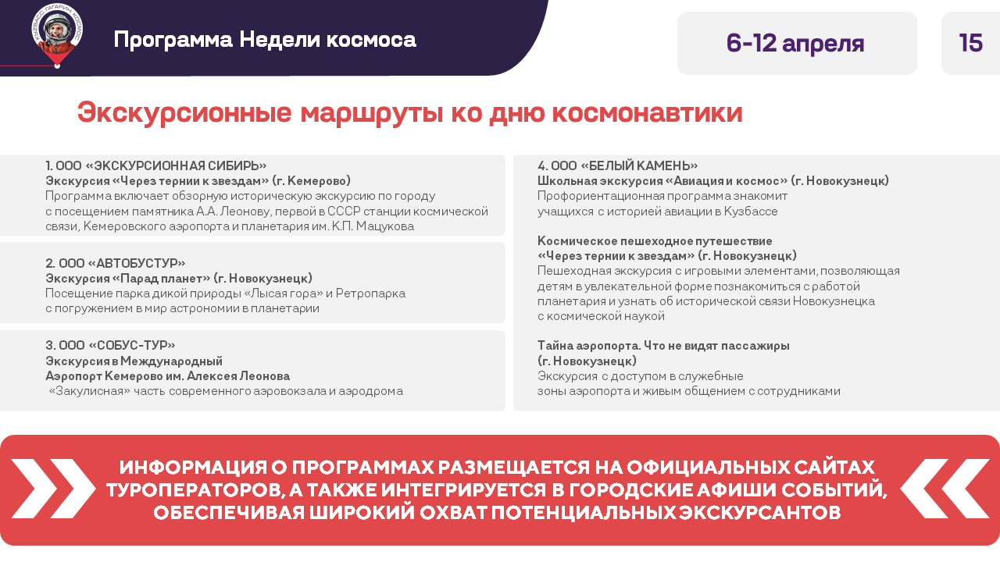 КУЗБАСС ГАГАРИН КОСМОС
Программа Недели космоса
6-12 апреля
15
Экскурсионные маршруты ко дню космонавтики
1. ООО «ЭКСКУРСИОННАЯ СИБИРЬ»
Экскурсия «Через тернии к звездам» (г. Кемерово)
Программа включает обзорную историческую экскурсию по городу
с посещением памятника А.А. Леонову, первой в СССР станции космической
связи, Кемеровского аэропорта и планетария им. К.П. Мацукова
2. ООО «АВТОБУСТУР»
Экскурсия «Парад планет» (г. Новокузнецк)
Посещение парка дикой природы «Лысая гора» и Ретропарка
с погружением в мир астрономии в планетарии
3. ООО «СОБУС-ТУР»
Экскурсия в Международный
Аэропорт Кемерово им. Алексея Леонова
«Закулисная» часть современного аэровокзала и аэродрома
4. ООО «БЕЛЫЙ КАМЕНЬ»
Школьная экскурсия «Авиация и космос» (г. Новокузнецк)
Профориентационная программа знакомит
учащихся с историей авиации в Кузбассе
Космическое пешеходное путешествие
«Через тернии к звездам» (г. Новокузнецк)
Пешеходная экскурсия с игровыми элементами, позволяющая
детям в увлекательной форме познакомиться с работой
планетария и узнать об исторической связи Новокузнецка
с космической наукой
Тайна аэропорта. Что не видят пассажиры
(г. Новокузнецк)
Экскурсия с доступом в служебные
зоны аэропорта и живым общением с сотрудниками
ИНФОРМАЦИЯ О ПРОГРАММАХ РАЗМЕЩАЕТСЯ НА ОФИЦИАЛЬНЫХ САЙТАХ
ТУРОПЕРАТОРОВ, А ТАКЖЕ ИНТЕГРИРУЕТСЯ В ГОРОДСКИЕ АФИШИ СОБЫТИЙ,
ОБЕСПЕЧИВАЯ ШИРОКИЙ ОХВАТ ПОТЕНЦИАЛЬНЫХ ЭКСКУРСАНТОВ